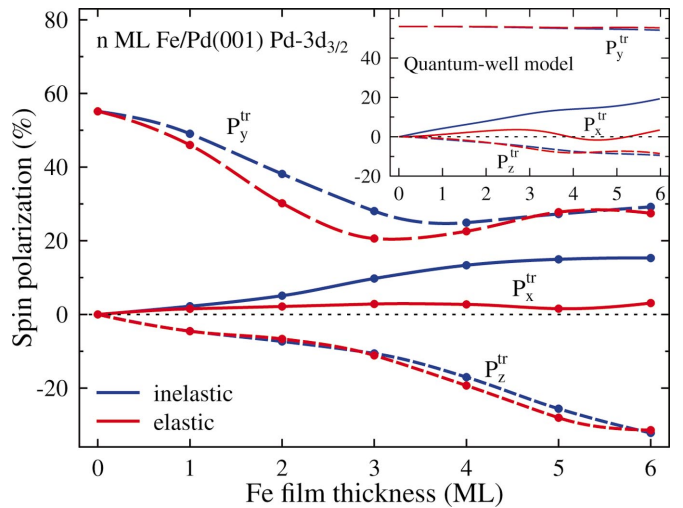 80
60
40
20
0
-20
Spin polarization (%)
n ML Fe/Pd(001) Pd-3d3/2
P_y^tr
P_x^tr
P_z^tr
inelastic
elastic
0 1 2 3 4 5 6
Fe film thickness (ML)
60
40
20
0
-20
P_y^tr
Quantum-well model
P_x^tr
P_z^tr
0 1 2 3 4 5 6